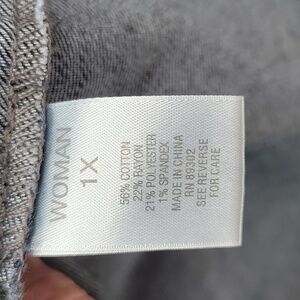 WOMAN
1X
56% COTTON
22% RAYON
21% POLYESTER
1% SPANDEX
MADE IN CHINA
RN 89302
SEE REVERSE
FOR CARE